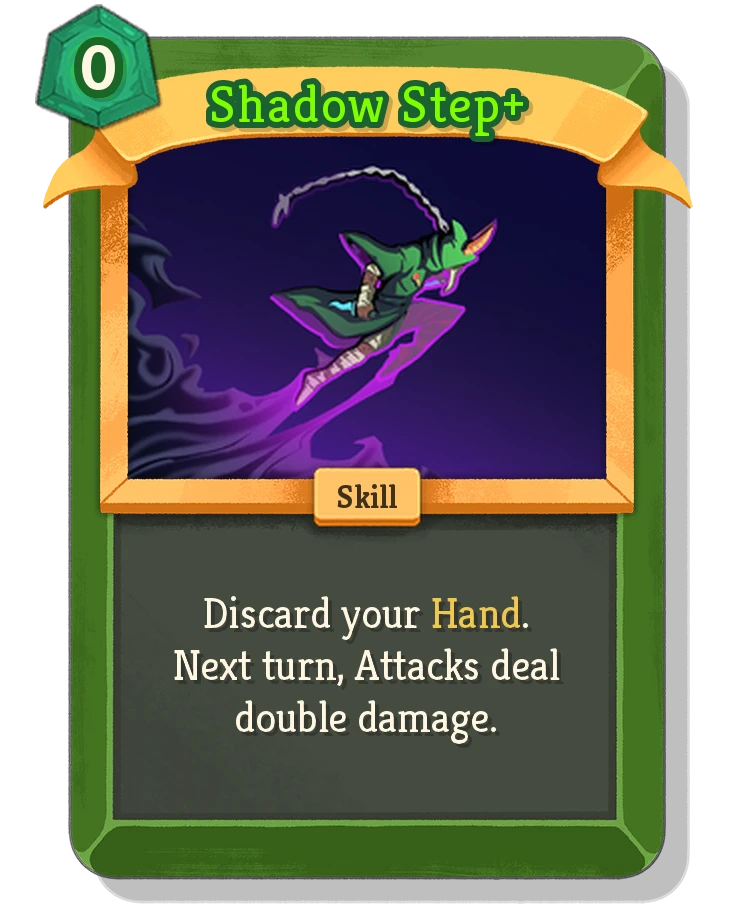 0
Shadow Step+
Skill
Discard your Hand.
Next turn, Attacks deal
double damage.